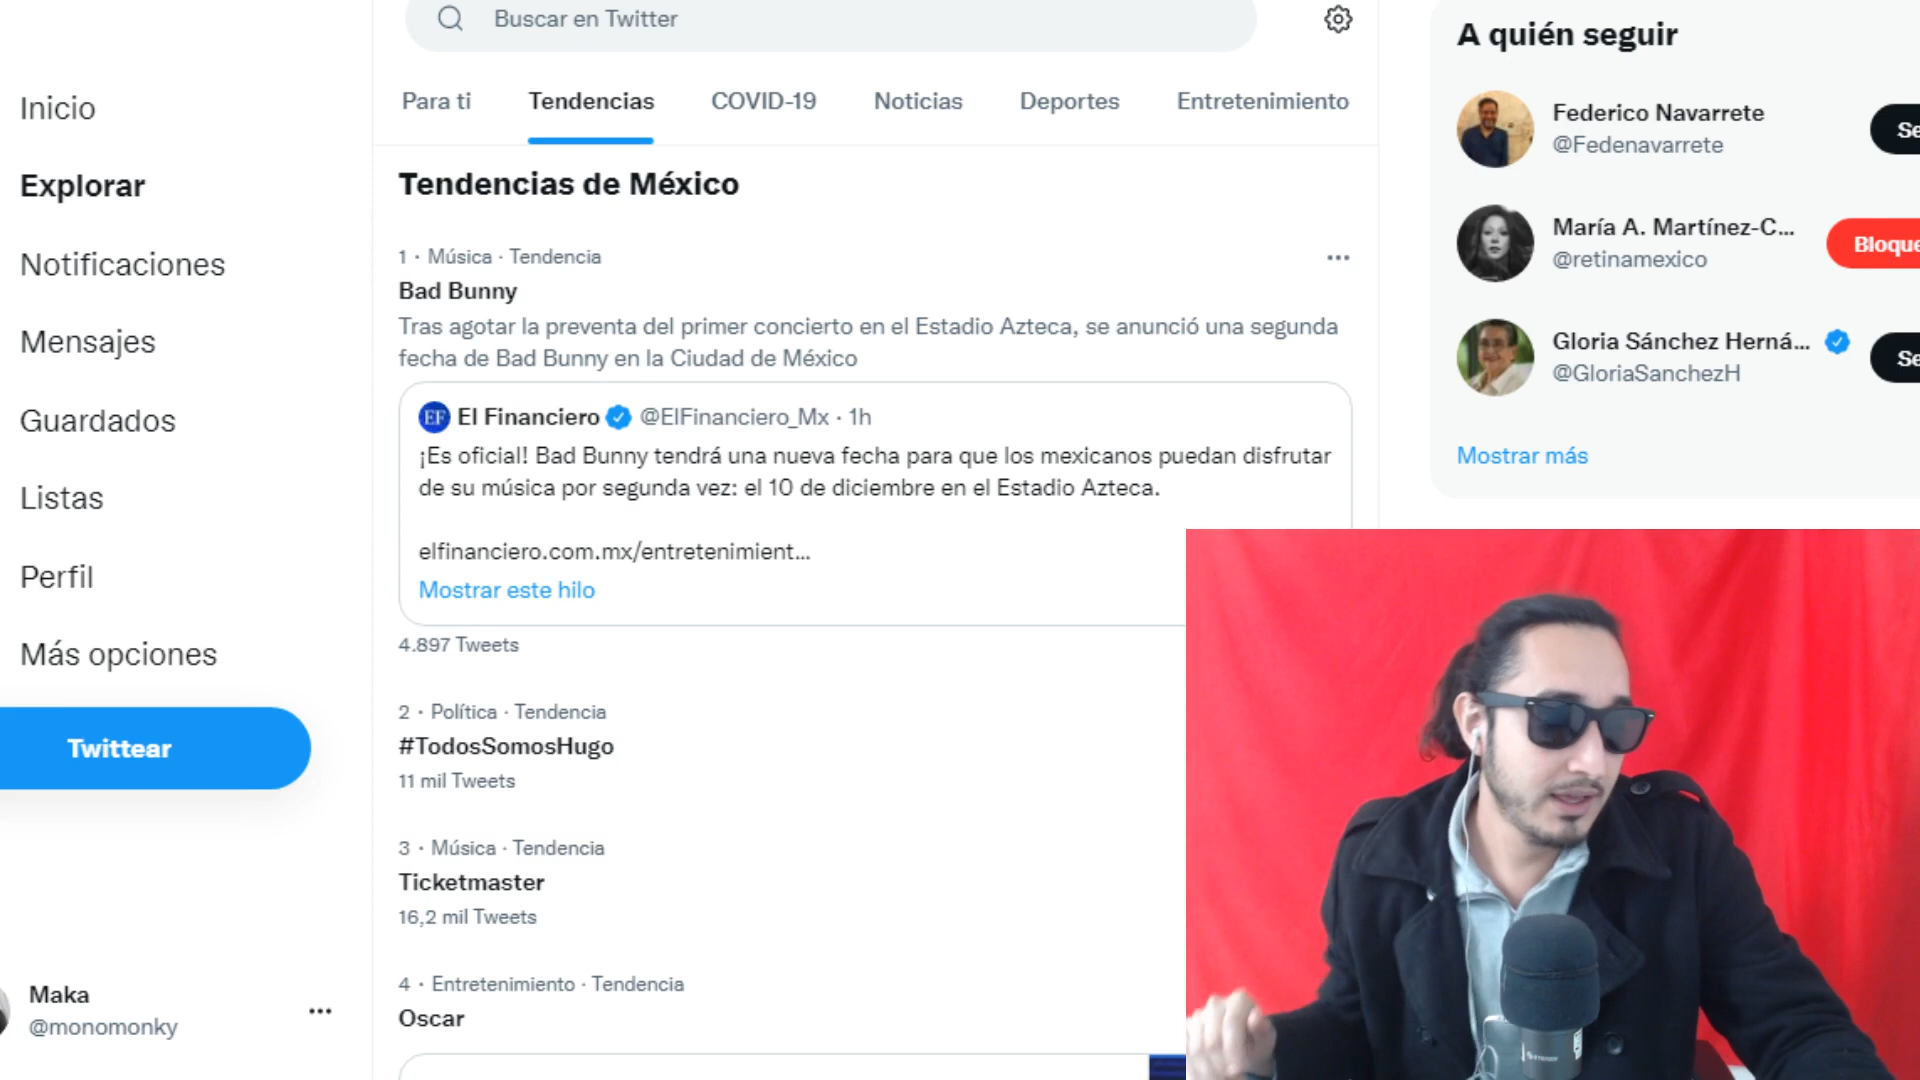 Buscar en Twitter
Para ti
Tendencias
COVID-19
Noticias
Deportes
Entretenimiento
Inicio
Explorar
Notificaciones
Mensajes
Guardados
Listas
Perfil
Más opciones
Twittear
Maka
@monomonky
Tendencias de México
1 · Música · Tendencia
Bad Bunny
Tras agotar la preventa del primer concierto en el Estadio Azteca, se anunció una segunda
fecha de Bad Bunny en la Ciudad de México
EF El Financiero @ElFinanciero_Mx · 1h
¡Es oficial! Bad Bunny tendrá una nueva fecha para que los mexicanos puedan disfrutar
de su música por segunda vez: el 10 de diciembre en el Estadio Azteca.
elfinanciero.com.mx/entretenimient...
Mostrar este hilo
4.897 Tweets
2 · Política · Tendencia
#TodosSomosHugo
11 mil Tweets
3 · Música · Tendencia
Ticketmaster
16,2 mil Tweets
4 · Entretenimiento · Tendencia
Oscar
A quién seguir
Federico Navarrete
@Fedenavarrete
Se
María A. Martínez-C...
@retinamexico
Bloque
Gloria Sánchez Herná...
@GloriaSanchezH
Se
Mostrar más